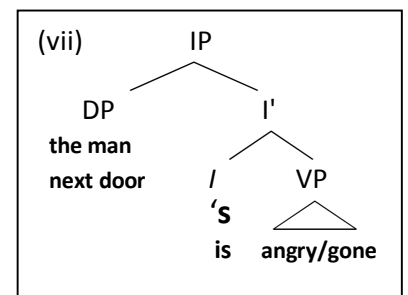 (vii) IP
DP I'
the man
next door I VP
's
is angry/gone